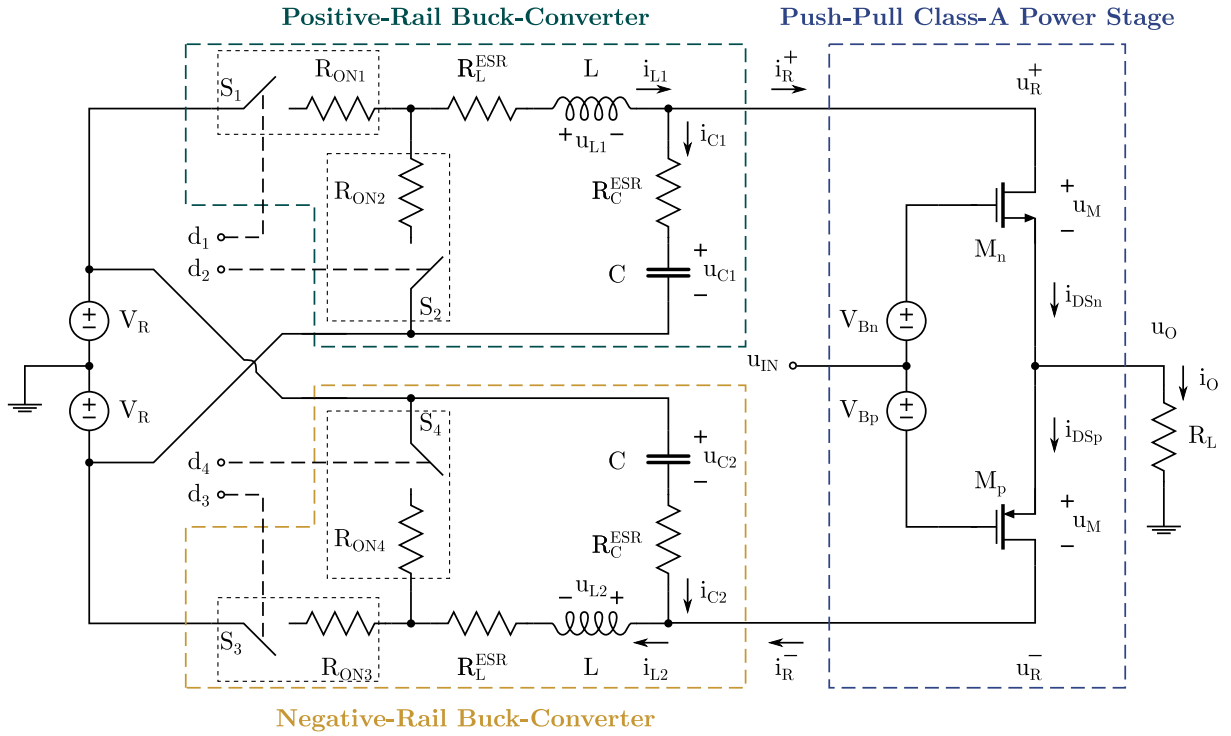 Positive-Rail Buck-Converter
Push-Pull Class-A Power Stage
S1
RON1
RLESR
L
iL1
iR+
uR+
+ uL1 −
iC1
RON2
RCESR
+
uM
−
d1
d2
Mn
S2
C
+
uC1
−
VR
VBn
iDSn
uO
uIN
iO
VR
VBp
iDSp
RL
S4
d4
d3
C
+
uC2
−
Mp
RON4
RCESR
+
uM
−
− uL2 +
iC2
S3
RON3
RLESR
L
iL2
iR−
uR−
Negative-Rail Buck-Converter